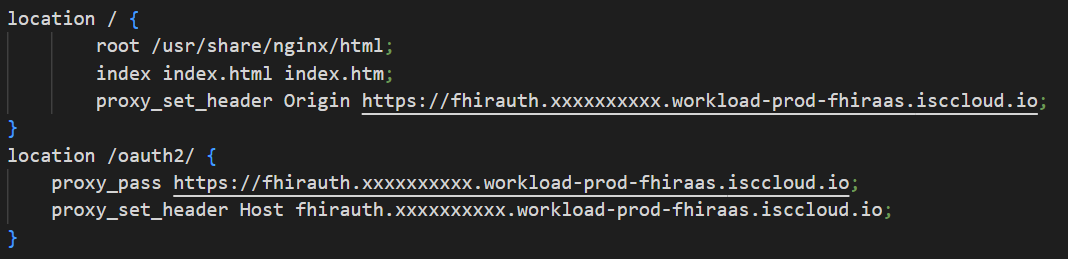 location / {
root /usr/share/nginx/html;
index index.html index.htm;
proxy_set_header Origin https://fhirauth.xxxxxxxxxx.workload-prod-fhiraas.isccloud.io;
}
location /oauth2/ {
proxy_pass https://fhirauth.xxxxxxxxxx.workload-prod-fhiraas.isccloud.io;
proxy_set_header Host fhirauth.xxxxxxxxxx.workload-prod-fhiraas.isccloud.io;
}